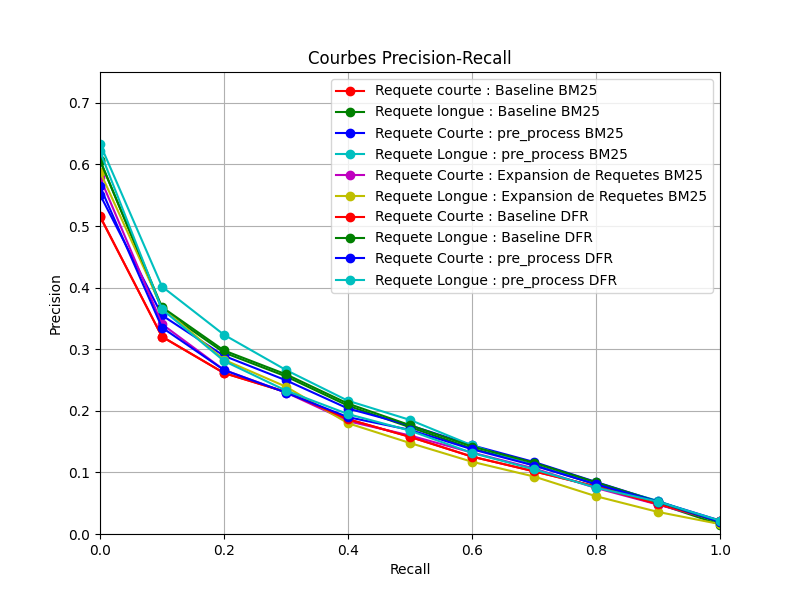 Courbes Precision-Recall
Requete courte : Baseline BM25
Requete longue : Baseline BM25
Requete Courte : pre_process BM25
Requete Longue : pre_process BM25
Requete Courte : Expansion de Requetes BM25
Requete Longue : Expansion de Requetes BM25
Requete Courte : Baseline DFR
Requete Longue : Baseline DFR
Requete Courte : pre_process DFR
Requete Longue : pre_process DFR
Precision
0.7
0.6
0.5
0.4
0.3
0.2
0.1
0.0
0.0 0.2 0.4 0.6 0.8 1.0
Recall